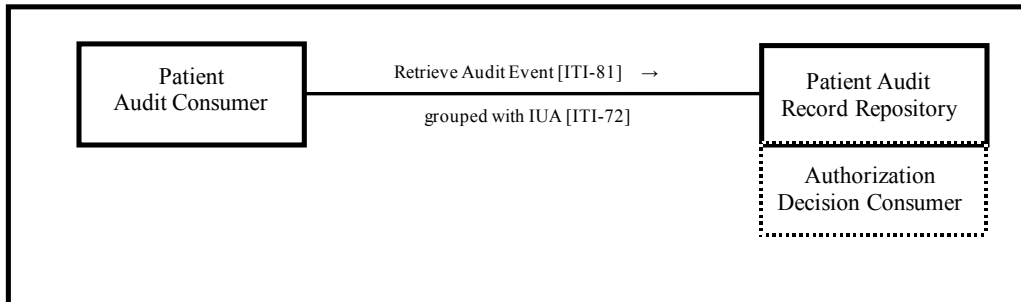 Patient
Audit Consumer
Retrieve Audit Event [ITI-81] →
grouped with IUA [ITI-72]
Patient Audit
Record Repository
Authorization
Decision Consumer